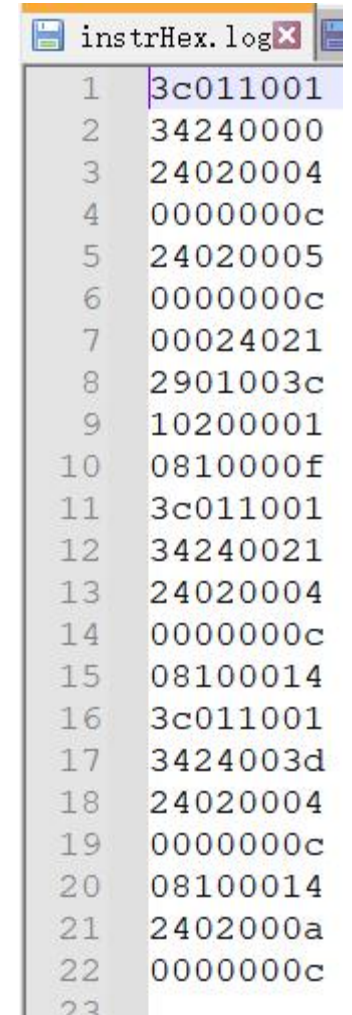 instrHex.log
1 3c011001
2 34240000
3 24020004
4 0000000c
5 24020005
6 0000000c
7 00024021
8 2901003c
9 10200001
10 0810000f
11 3c011001
12 34240021
13 24020004
14 0000000c
15 08100014
16 3c011001
17 3424003d
18 24020004
19 0000000c
20 08100014
21 2402000a
22 0000000c
23